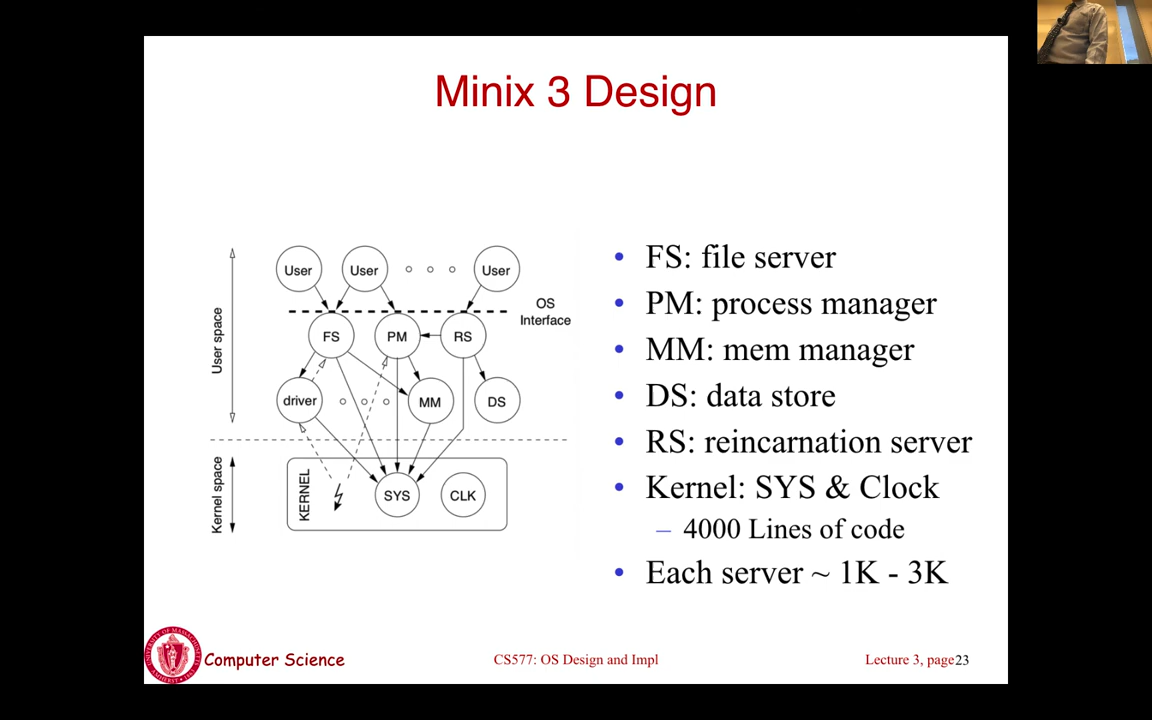 Minix 3 Design
User
User
User
OS
Interface
User space
FS
PM
RS
driver
MM
DS
Kernel space
KERNEL
SYS
CLK
• FS: file server
• PM: process manager
• MM: mem manager
• DS: data store
• RS: reincarnation server
• Kernel: SYS & Clock
– 4000 Lines of code
• Each server ~ 1K - 3K
Computer Science
CS577: OS Design and Impl
Lecture 3, page23